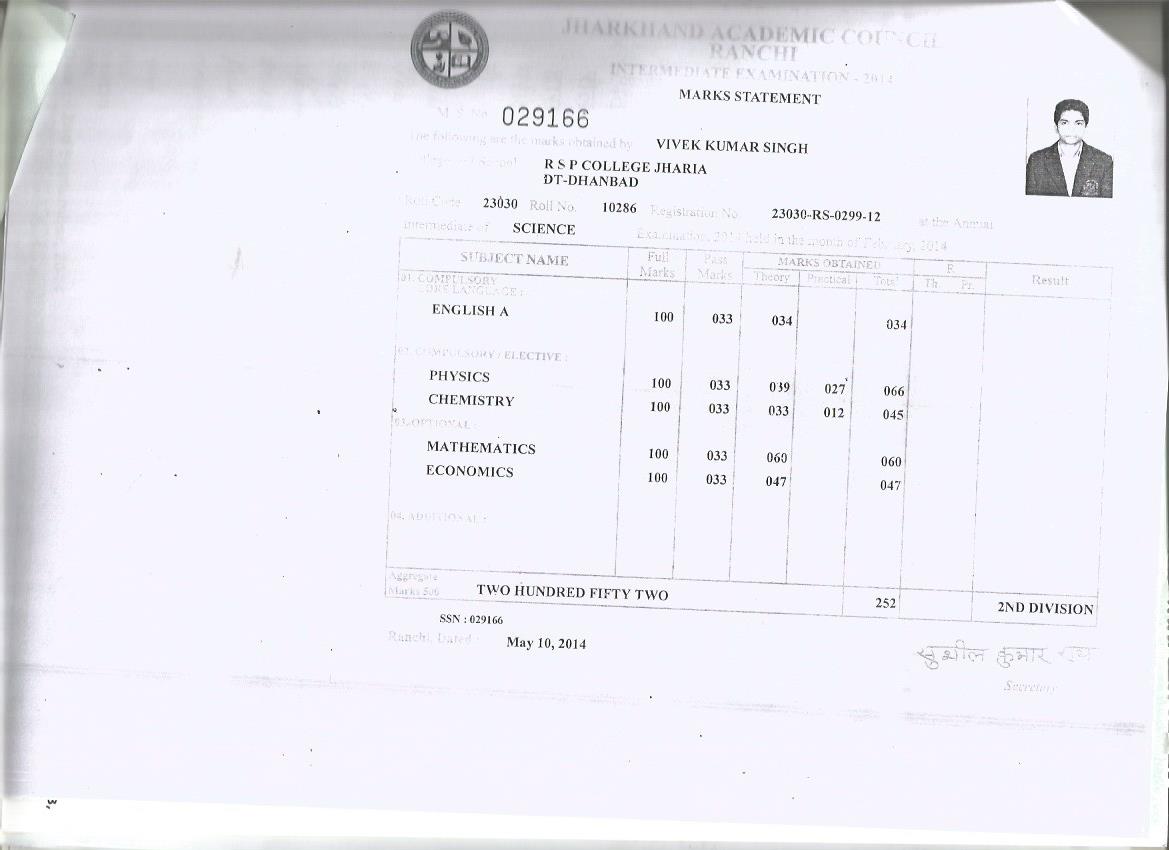 JHARKHAND ACADEMIC COUNCIL
RANCHI
INTERMEDIATE EXAMINATION - 2014
MARKS STATEMENT
M. S. No. 029166
The following are the marks obtained by VIVEK KUMAR SINGH
R S P COLLEGE JHARIA
DT-DHANBAD
Roll Code 23030 Roll No. 10286 Registration No. 23030-RS-0299-12 at the Annual
Intermediate of SCIENCE Examination, 2014 held in the month of February, 2014
SUBJECT NAME Full Marks Pass Marks MARKS OBTAINED Theory Practical Total Th. Pr. Result
01. COMPULSORY
CORE LANGUAGE :
ENGLISH A 100 033 034 034
02. COMPULSORY / ELECTIVE :
PHYSICS 100 033 039 027 066
CHEMISTRY 100 033 033 012 045
03. OPTIONAL :
MATHEMATICS 100 033 060 060
ECONOMICS 100 033 047 047
04. ADDITIONAL :
Aggregate
Marks 500 TWO HUNDRED FIFTY TWO 252 2ND DIVISION
SSN : 029166
Ranchi, Dated : May 10, 2014
सुशील कुमार राय
Secretary